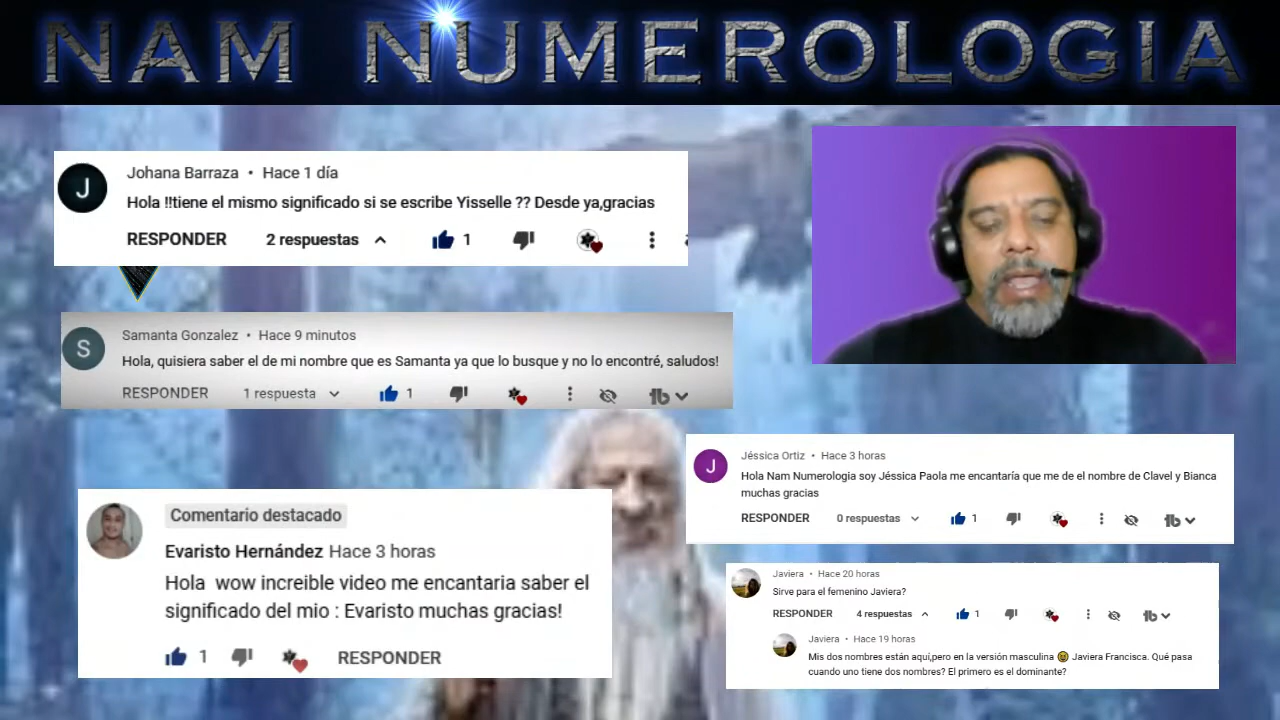 NAM NUMEROLOGIA
J
Johana Barraza • Hace 1 día
Hola !!tiene el mismo significado si se escribe Yisselle ?? Desde ya,gracias
RESPONDER 2 respuestas 1
S
Samanta Gonzalez • Hace 9 minutos
Hola, quisiera saber el de mi nombre que es Samanta ya que lo busque y no lo encontré, saludos!
RESPONDER 1 respuesta 1
J
Jéssica Ortiz • Hace 3 horas
Hola Nam Numerologia soy Jéssica Paola me encantaría que me de el nombre de Clavel y Bianca
muchas gracias
RESPONDER 0 respuestas 1
Comentario destacado
Evaristo Hernández Hace 3 horas
Hola wow increible video me encantaria saber el
significado del mio : Evaristo muchas gracias!
1 RESPONDER
Javiera • Hace 20 horas
Sirve para el femenino Javiera?
RESPONDER 4 respuestas 1
Javiera • Hace 19 horas
Mis dos nombres están aquí,pero en la versión masculina 😄 Javiera Francisca. Qué pasa
cuando uno tiene dos nombres? El primero es el dominante?